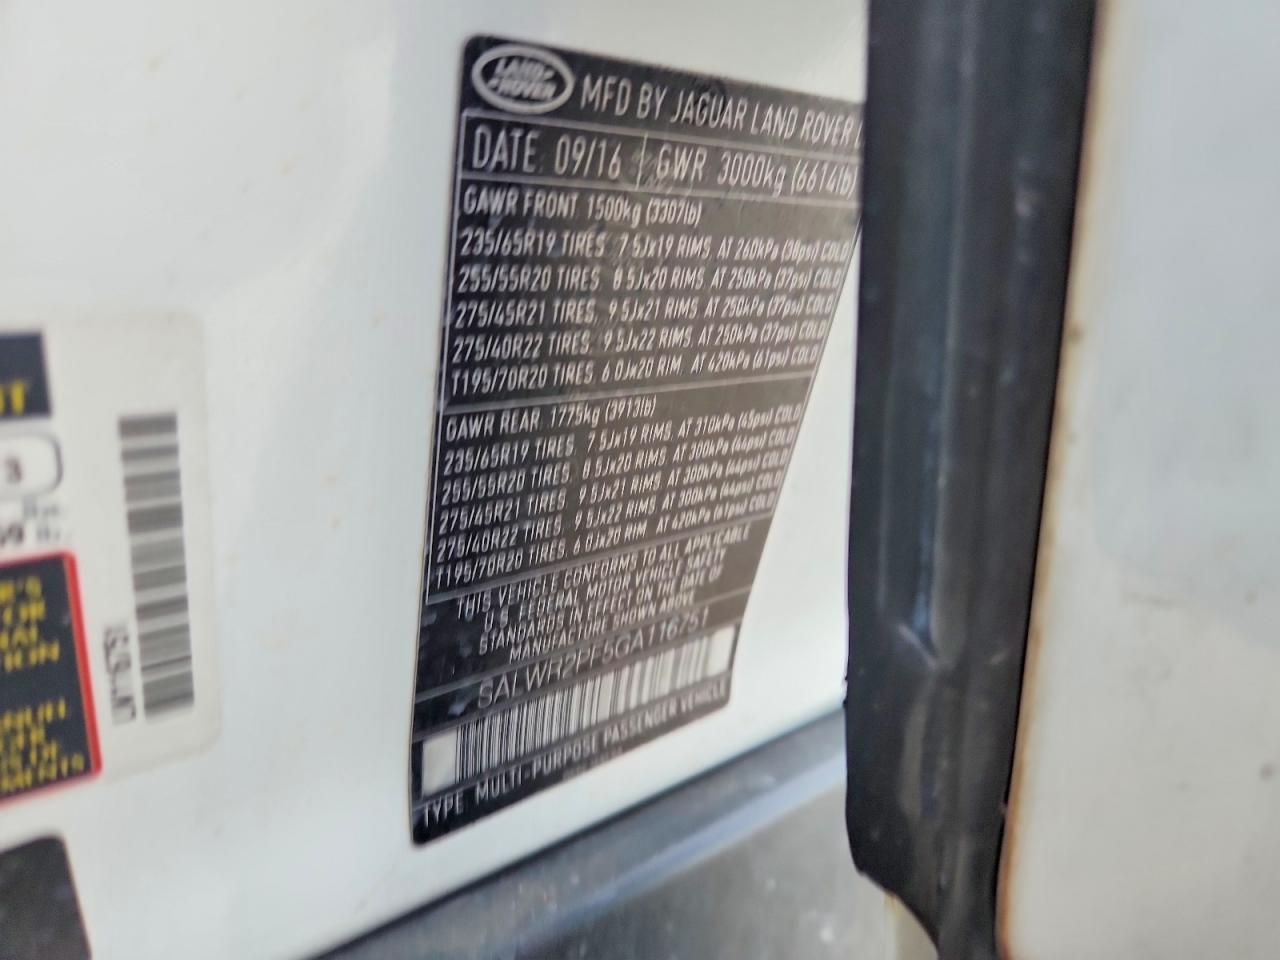 LAND
ROVER
MFD BY JAGUAR LAND ROVER
DATE 09/16 GWR 3000kg (6614lb)
GAWR FRONT 1500kg (3307lb)
235/65R19 TIRES, 7.5Jx19 RIMS, AT 260kPa (38psi) COLD
255/55R20 TIRES, 8.5Jx20 RIMS, AT 250kPa (37psi) COLD
275/45R21 TIRES, 9.5Jx21 RIMS, AT 250kPa (37psi) COLD
275/40R22 TIRES, 9.5Jx22 RIMS, AT 250kPa (37psi) COLD
T195/70R20 TIRES, 6.0Jx20 RIM, AT 420kPa (61psi) COLD
GAWR REAR 1775kg (3913lb)
235/65R19 TIRES, 7.5Jx19 RIMS, AT 310kPa (45psi) COLD
255/55R20 TIRES, 8.5Jx20 RIMS, AT 300kPa (44psi) COLD
275/45R21 TIRES, 9.5Jx21 RIMS, AT 300kPa (44psi) COLD
275/40R22 TIRES, 9.5Jx22 RIMS, AT 300kPa (44psi) COLD
T195/70R20 TIRES, 6.0Jx20 RIM, AT 420kPa (61psi) COLD
THIS VEHICLE CONFORMS TO ALL APPLICABLE
U.S. FEDERAL MOTOR VEHICLE SAFETY
STANDARDS IN EFFECT ON THE DATE OF
MANUFACTURE SHOWN ABOVE
SALWR2PF5GA116751
TYPE: MULTI-PURPOSE PASSENGER VEHICLE